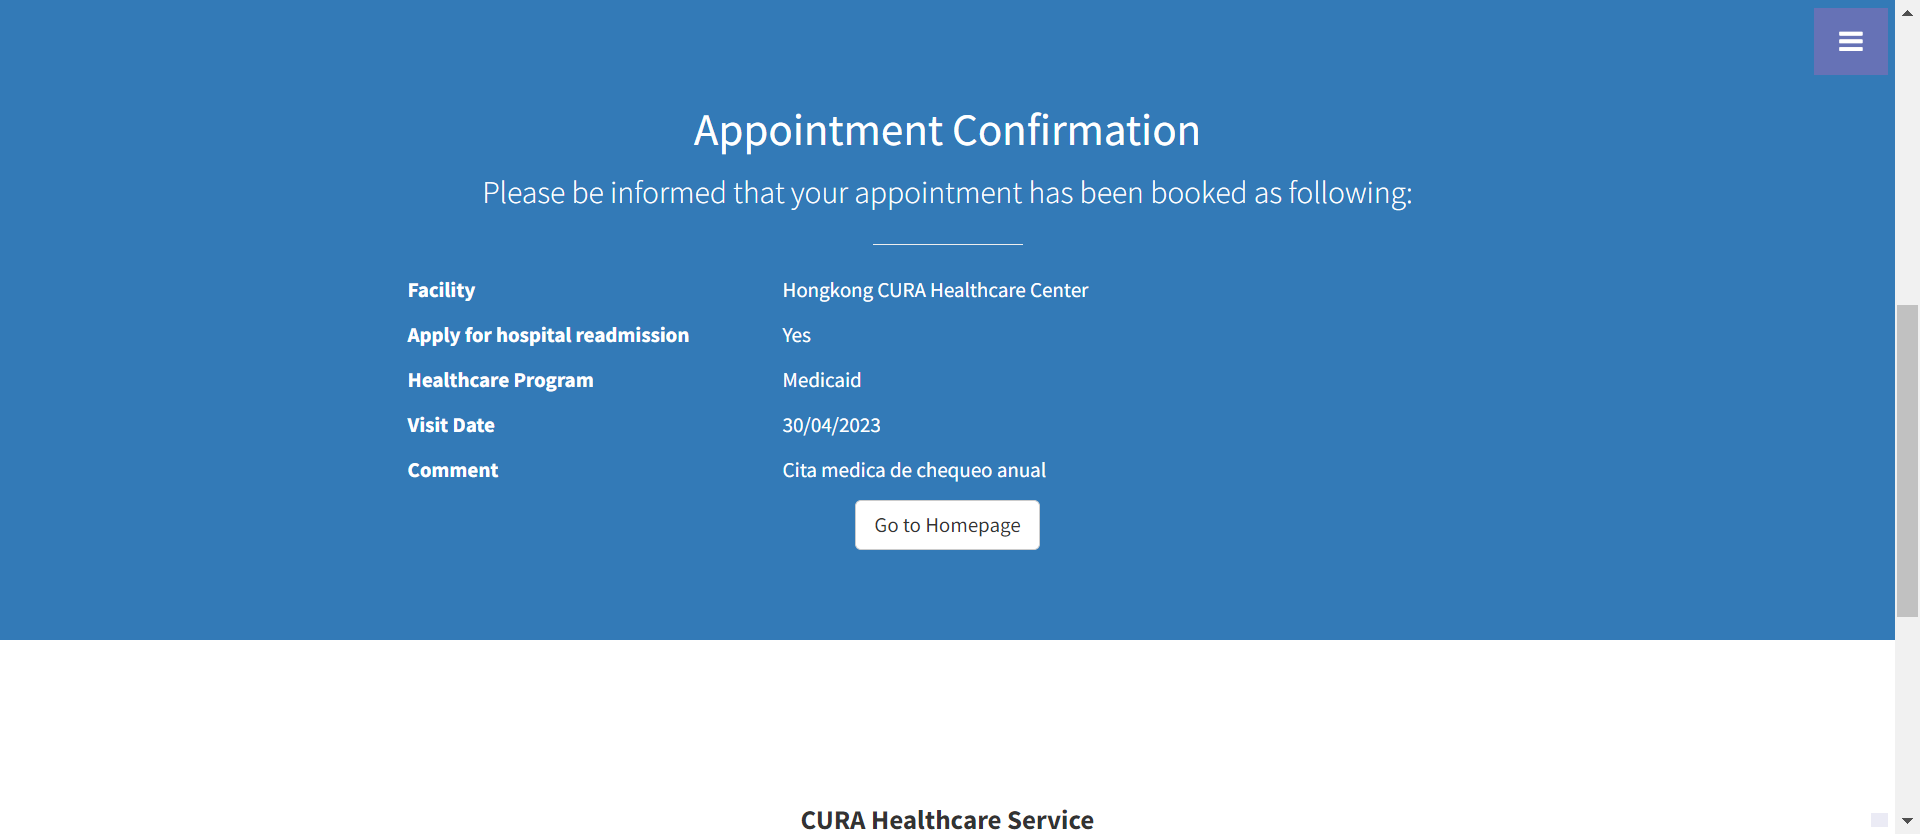 Appointment Confirmation
Please be informed that your appointment has been booked as following:
Facility Hongkong CURA Healthcare Center
Apply for hospital readmission Yes
Healthcare Program Medicaid
Visit Date 30/04/2023
Comment Cita medica de chequeo anual
Go to Homepage
CURA Healthcare Service